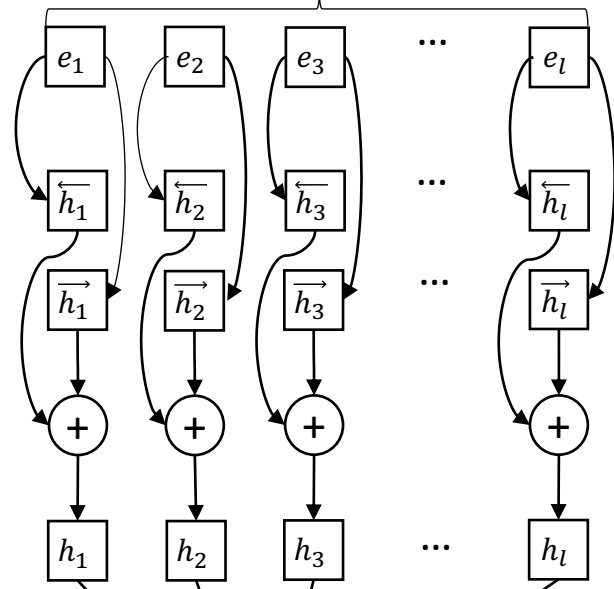 e₁ e₂ e₃ ... eₗ
←h₁ ←h₂ ←h₃ ... ←hₗ
→h₁ →h₂ →h₃ ... →hₗ
+ + + +
h₁ h₂ h₃ ... hₗ